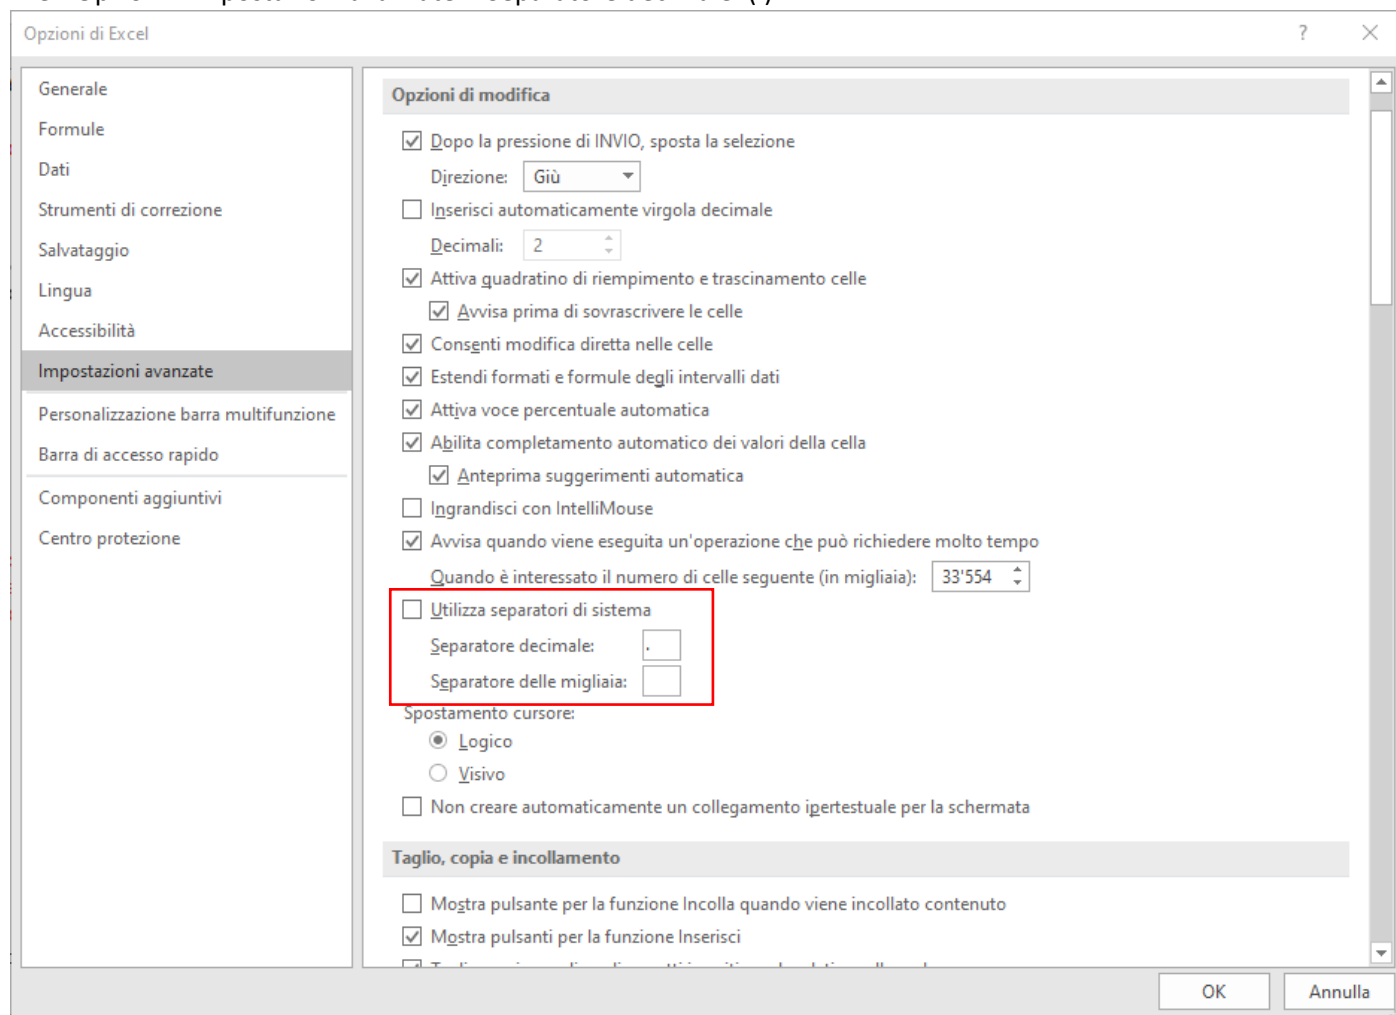 Opzioni di Excel
?
Generale
Formule
Dati
Strumenti di correzione
Salvataggio
Lingua
Accessibilità
Impostazioni avanzate
Personalizzazione barra multifunzione
Barra di accesso rapido
Componenti aggiuntivi
Centro protezione
Opzioni di modifica
Dopo la pressione di INVIO, sposta la selezione
Direzione: Giù
Inserisci automaticamente virgola decimale
Decimali: 2
Attiva quadratino di riempimento e trascinamento celle
Avvisa prima di sovrascrivere le celle
Consenti modifica diretta nelle celle
Estendi formati e formule degli intervalli dati
Attiva voce percentuale automatica
Abilita completamento automatico dei valori della cella
Anteprima suggerimenti automatica
Ingrandisci con IntelliMouse
Avvisa quando viene eseguita un'operazione che può richiedere molto tempo
Quando è interessato il numero di celle seguente (in migliaia): 33'554
Utilizza separatori di sistema
Separatore decimale: .
Separatore delle migliaia:
Spostamento cursore:
Logico
Visivo
Non creare automaticamente un collegamento ipertestuale per la schermata
Taglio, copia e incollamento
Mostra pulsante per la funzione Incolla quando viene incollato contenuto
Mostra pulsanti per la funzione Inserisci
OK Annulla